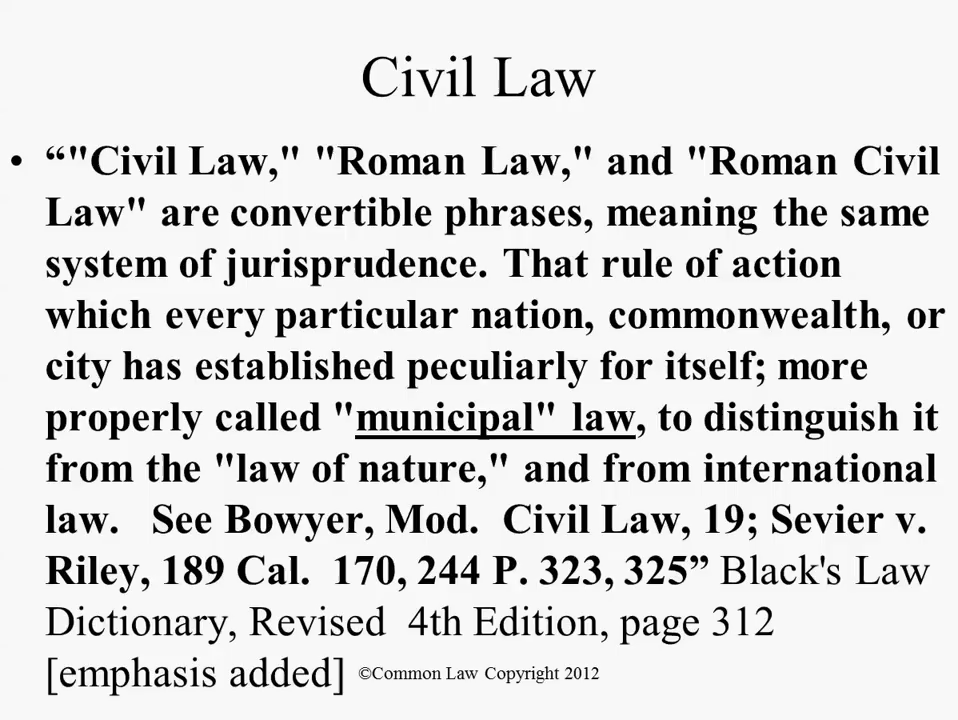 Civil Law
• “"Civil Law," "Roman Law," and "Roman Civil
Law" are convertible phrases, meaning the same
system of jurisprudence. That rule of action
which every particular nation, commonwealth, or
city has established peculiarly for itself; more
properly called "municipal" law, to distinguish it
from the "law of nature," and from international
law. See Bowyer, Mod. Civil Law, 19; Sevier v.
Riley, 189 Cal. 170, 244 P. 323, 325” Black's Law
Dictionary, Revised 4th Edition, page 312
[emphasis added]
©Common Law Copyright 2012